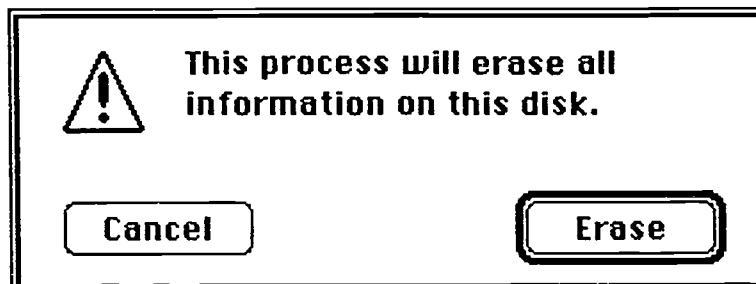 This process will erase all
information on this disk.
Cancel
Erase